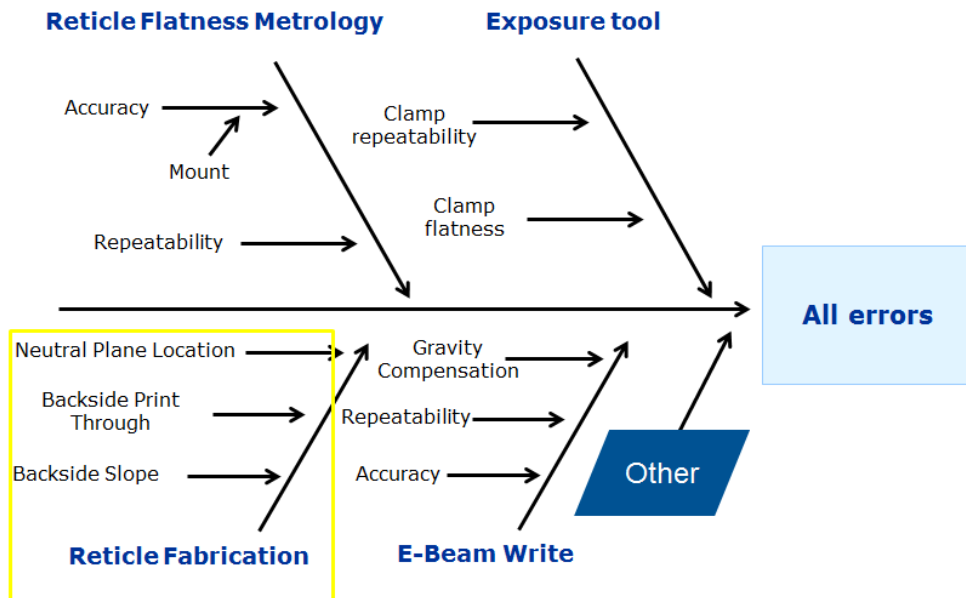 Reticle Flatness Metrology
Exposure tool
Accuracy
Mount
Repeatability
Clamp
repeatability
Clamp
flatness
All errors
Neutral Plane Location
Backside Print
Through
Backside Slope
Reticle Fabrication
Gravity
Compensation
Repeatability
Accuracy
E-Beam Write
Other